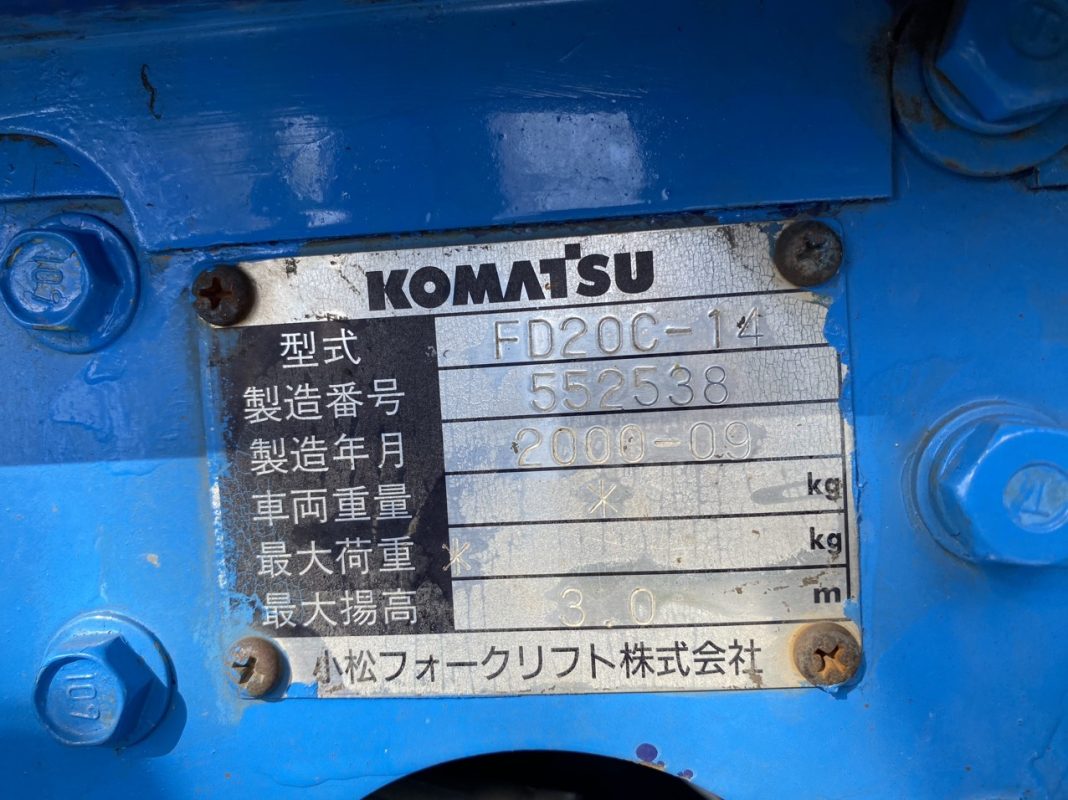 KOMATSU
型式 FD20C-14
製造番号 552538
製造年月 2000-09
車両重量 * kg
最大荷重 * kg
最大揚高 3.0 m
小松フォークリフト株式会社
107
107